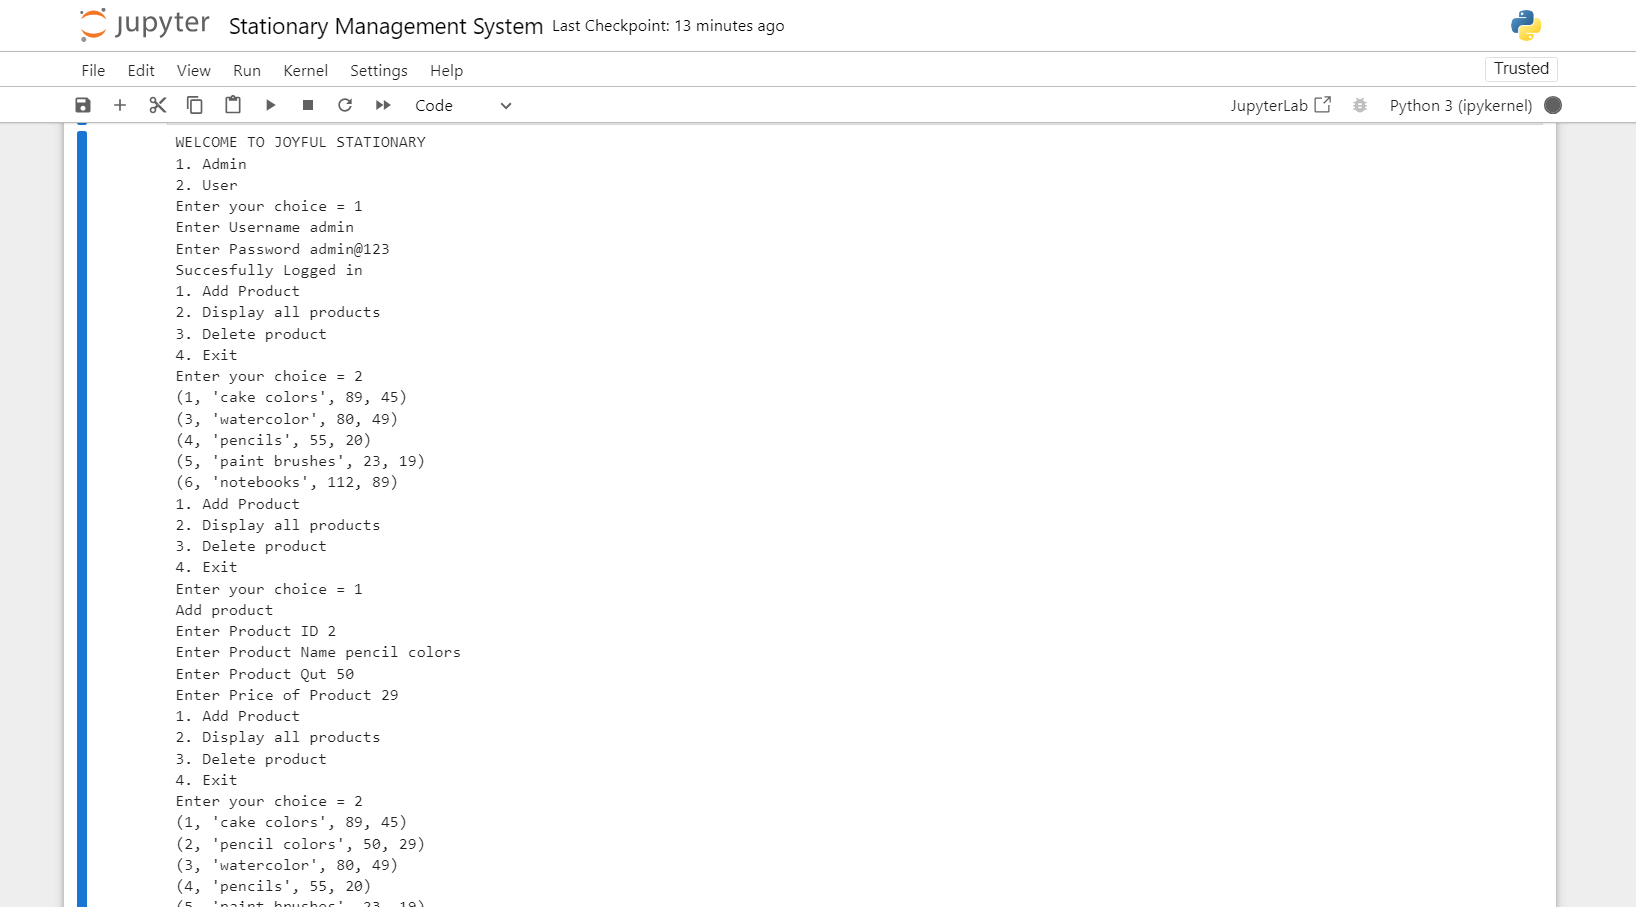 jupyter Stationary Management System Last Checkpoint: 13 minutes ago
File Edit View Run Kernel Settings Help Trusted
Code JupyterLab Python 3 (ipykernel)
WELCOME TO JOYFUL STATIONARY
1. Admin
2. User
Enter your choice = 1
Enter Username admin
Enter Password admin@123
Succesfully Logged in
1. Add Product
2. Display all products
3. Delete product
4. Exit
Enter your choice = 2
(1, 'cake colors', 89, 45)
(3, 'watercolor', 80, 49)
(4, 'pencils', 55, 20)
(5, 'paint brushes', 23, 19)
(6, 'notebooks', 112, 89)
1. Add Product
2. Display all products
3. Delete product
4. Exit
Enter your choice = 1
Add product
Enter Product ID 2
Enter Product Name pencil colors
Enter Product Qut 50
Enter Price of Product 29
1. Add Product
2. Display all products
3. Delete product
4. Exit
Enter your choice = 2
(1, 'cake colors', 89, 45)
(2, 'pencil colors', 50, 29)
(3, 'watercolor', 80, 49)
(4, 'pencils', 55, 20)
(5, 'paint brushes', 23, 19)